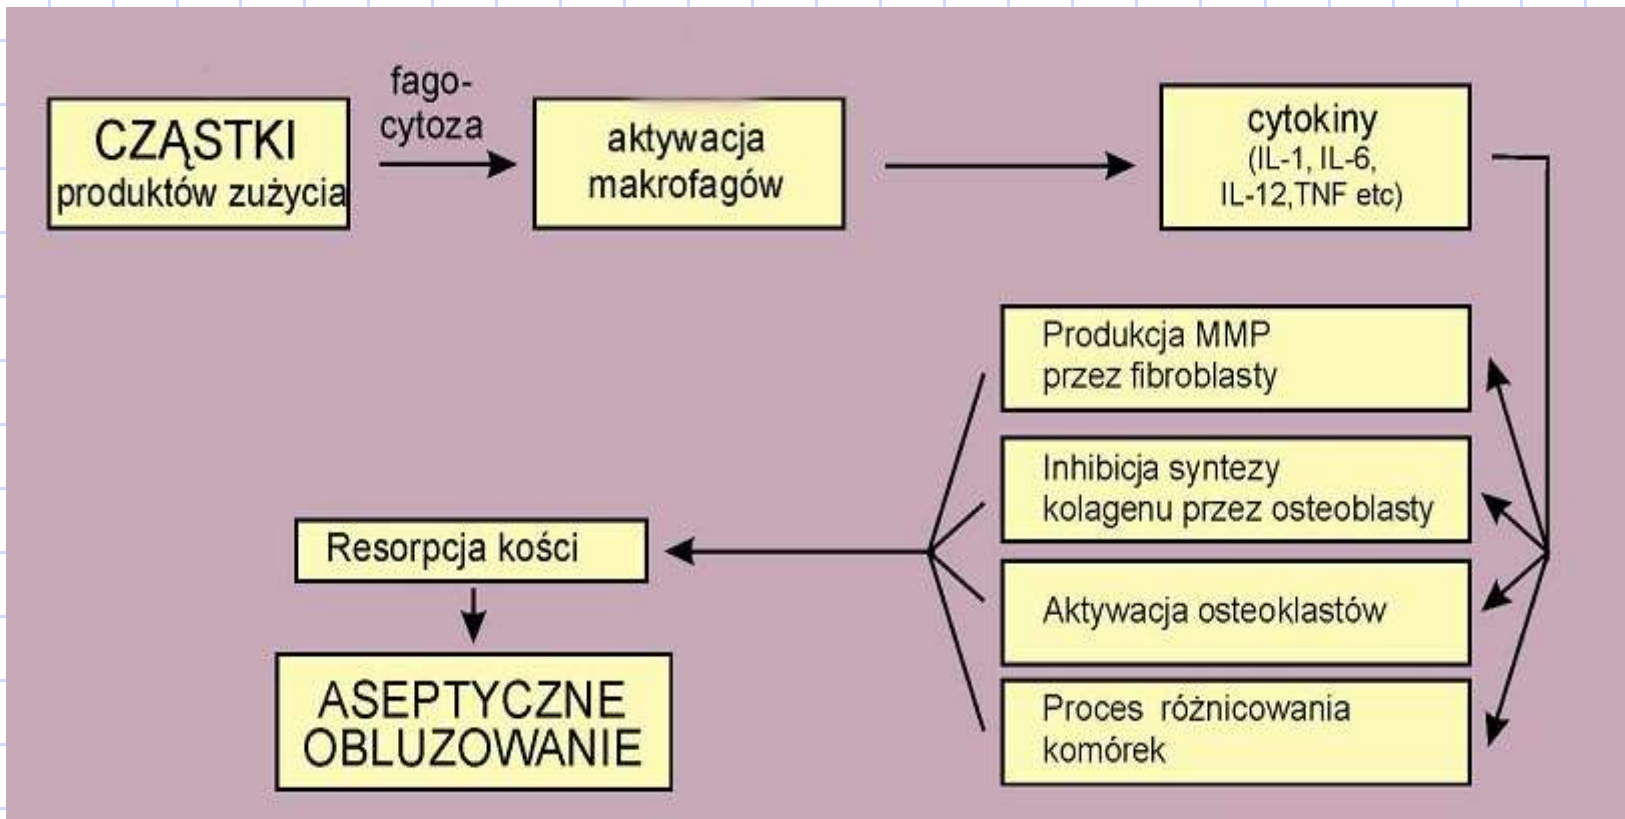 CZĄSTKI
produktów zużycia
fago-
cytoza
aktywacja
makrofagów
cytokiny
(IL-1, IL-6,
IL-12,TNF etc)
Produkcja MMP
przez fibroblasty
Inhibicja syntezy
kolagenu przez osteoblasty
Aktywacja osteoklastów
Proces różnicowania
komórek
Resorpcja kości
ASEPTYCZNE
OBLUZOWANIE